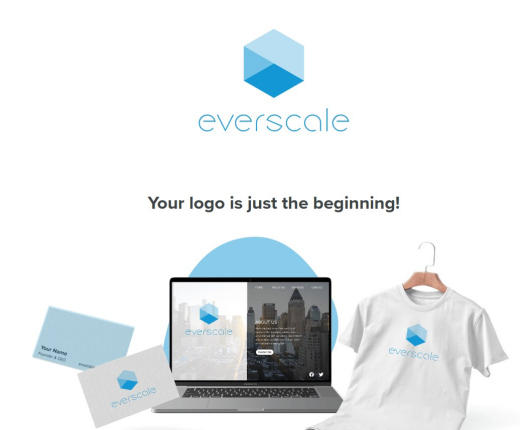 everscale
Your logo is just the beginning!
everscale
ABOUT US
Your Name
Founder & CEO
everscale
everscale